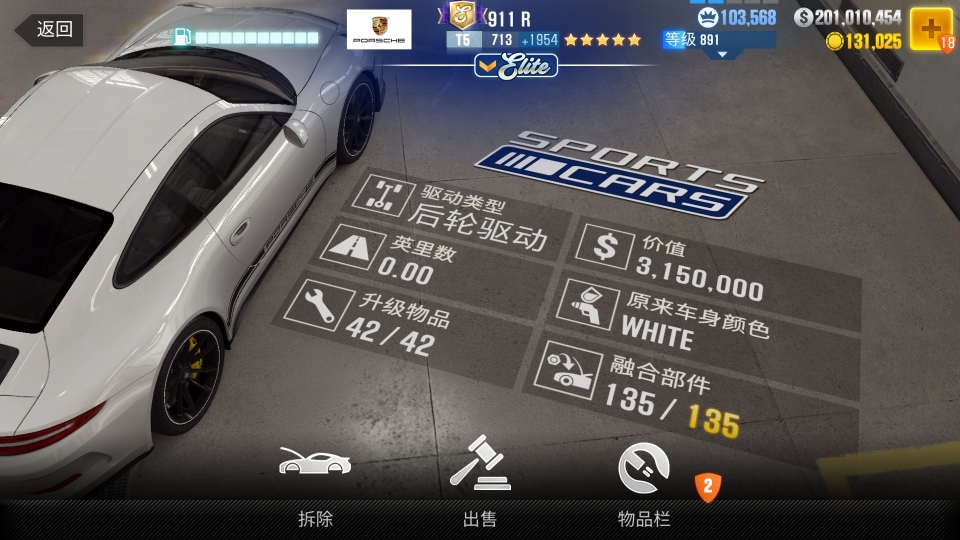 返回
PORSCHE
S
911 R
T5 713 +1954
Elite
等级 891
103,568
201,010,454
131,025
18
SPORTS
CARS
驱动类型
后轮驱动
英里数
0.00
升级物品
42/42
价值
3,150,000
原来车身颜色
WHITE
融合部件
135/135
拆除
出售
物品栏
2